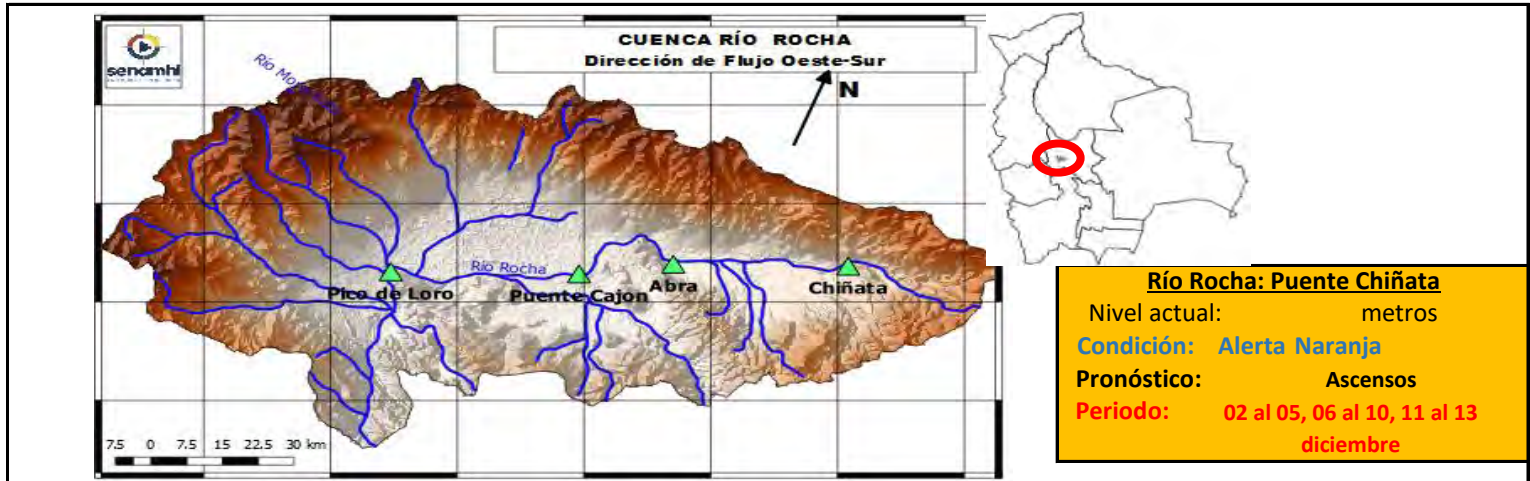 senamhi
CUENCA RÍO ROCHA
Dirección de Flujo Oeste-Sur
N
Río Rocha
Pico de Loro
Puente Cajon
Abra
Chiñata
7.5 0 7.5 15 22.5 30 km
Río Rocha: Puente Chiñata
Nivel actual: metros
Condición: Alerta Naranja
Pronóstico: Ascensos
Periodo: 02 al 05, 06 al 10, 11 al 13
diciembre